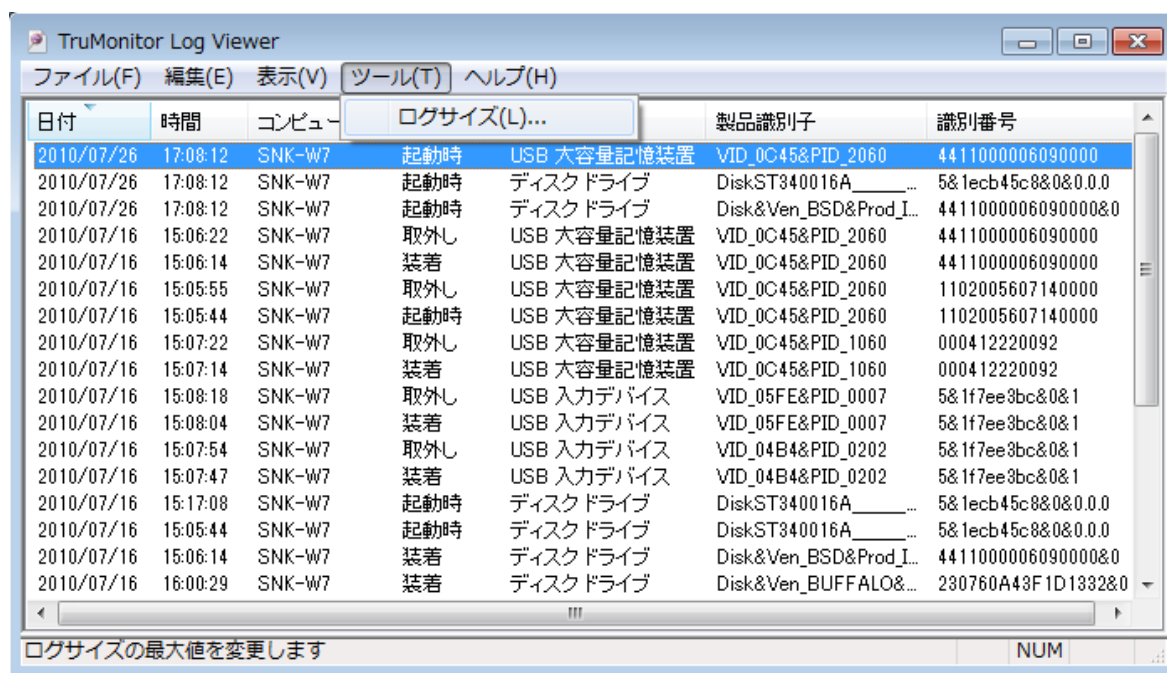 TruMonitor Log Viewer
ファイル(F) 編集(E) 表示(V) ツール(T) ヘルプ(H)
ログサイズ(L)...
日付 時間 コンピュー 製品識別子 識別番号
2010/07/26 17:08:12 SNK-W7 起動時 USB 大容量記憶装置 VID_0C45&PID_2060 4411000006090000
2010/07/26 17:08:12 SNK-W7 起動時 ディスク ドライブ DiskST340016A______... 5&1ecb45c8&0&0.0.0
2010/07/26 17:08:12 SNK-W7 起動時 ディスク ドライブ Disk&Ven_BSD&Prod_I... 4411000006090000&0
2010/07/16 15:06:22 SNK-W7 取外し USB 大容量記憶装置 VID_0C45&PID_2060 4411000006090000
2010/07/16 15:06:14 SNK-W7 装着 USB 大容量記憶装置 VID_0C45&PID_2060 4411000006090000
2010/07/16 15:05:55 SNK-W7 取外し USB 大容量記憶装置 VID_0C45&PID_2060 1102005607140000
2010/07/16 15:05:44 SNK-W7 起動時 USB 大容量記憶装置 VID_0C45&PID_2060 1102005607140000
2010/07/16 15:07:22 SNK-W7 取外し USB 大容量記憶装置 VID_0C45&PID_1060 000412220092
2010/07/16 15:07:14 SNK-W7 装着 USB 大容量記憶装置 VID_0C45&PID_1060 000412220092
2010/07/16 15:08:18 SNK-W7 取外し USB 入力デバイス VID_05FE&PID_0007 5&1f7ee3bc&0&1
2010/07/16 15:08:04 SNK-W7 装着 USB 入力デバイス VID_05FE&PID_0007 5&1f7ee3bc&0&1
2010/07/16 15:07:54 SNK-W7 取外し USB 入力デバイス VID_04B4&PID_0202 5&1f7ee3bc&0&1
2010/07/16 15:07:47 SNK-W7 装着 USB 入力デバイス VID_04B4&PID_0202 5&1f7ee3bc&0&1
2010/07/16 15:17:08 SNK-W7 起動時 ディスク ドライブ DiskST340016A______... 5&1ecb45c8&0&0.0.0
2010/07/16 15:05:44 SNK-W7 起動時 ディスク ドライブ DiskST340016A______... 5&1ecb45c8&0&0.0.0
2010/07/16 15:06:14 SNK-W7 装着 ディスク ドライブ Disk&Ven_BSD&Prod_I... 4411000006090000&0
2010/07/16 16:00:29 SNK-W7 装着 ディスク ドライブ Disk&Ven_BUFFALO&... 230760A43F1D1332&0
ログサイズの最大値を変更します NUM